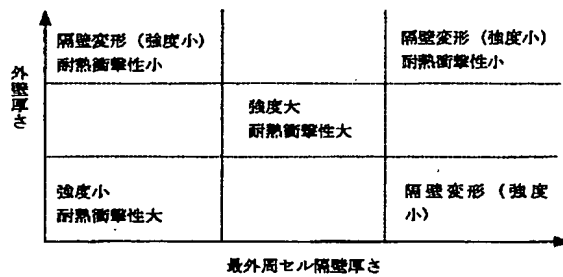 隔壁変形（強度小）
耐熱衝撃性小
隔壁変形（強度小）
耐熱衝撃性小
外壁厚さ
強度大
耐熱衝撃性大
強度小
耐熱衝撃性大
隔壁変形（強度
小）
最外周セル隔壁厚さ